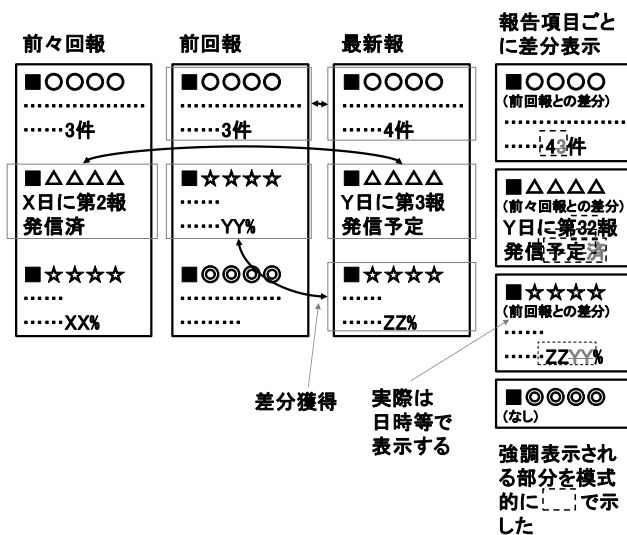 前々回報
■○○○○
・・・・・・・・・・・・・・・・・
・・・・・・3件
■△△△△
X日に第2報
発信済
■☆☆☆☆
・・・・・・
・・・・・・XX%
前回報
■○○○○
・・・・・・・・・・・・・・・・・
・・・・・・3件
■☆☆☆☆
・・・・・・
・・・・・・YY%
■◎◎◎◎
・・・・・・・・・・・・・・・
・・・・・・・・・
最新報
■○○○○
・・・・・・・・・・・・・・・・・
・・・・・・4件
■△△△△
Y日に第3報
発信予定
■☆☆☆☆
・・・・・・
・・・・・・ZZ%
差分獲得
実際は
日時等で
表示する
報告項目ごと
に差分表示
■○○○○
(前回報との差分)
・・・・・・・・・・・・・・・・・
・・・・・43件
■△△△△
(前々回報との差分)
Y日に第32報
発信予定済
■☆☆☆☆
(前回報との差分)
・・・・・・
・・・・・ZZYY%
■◎◎◎◎
(なし)
強調表示され
る部分を模式
的に で示
した